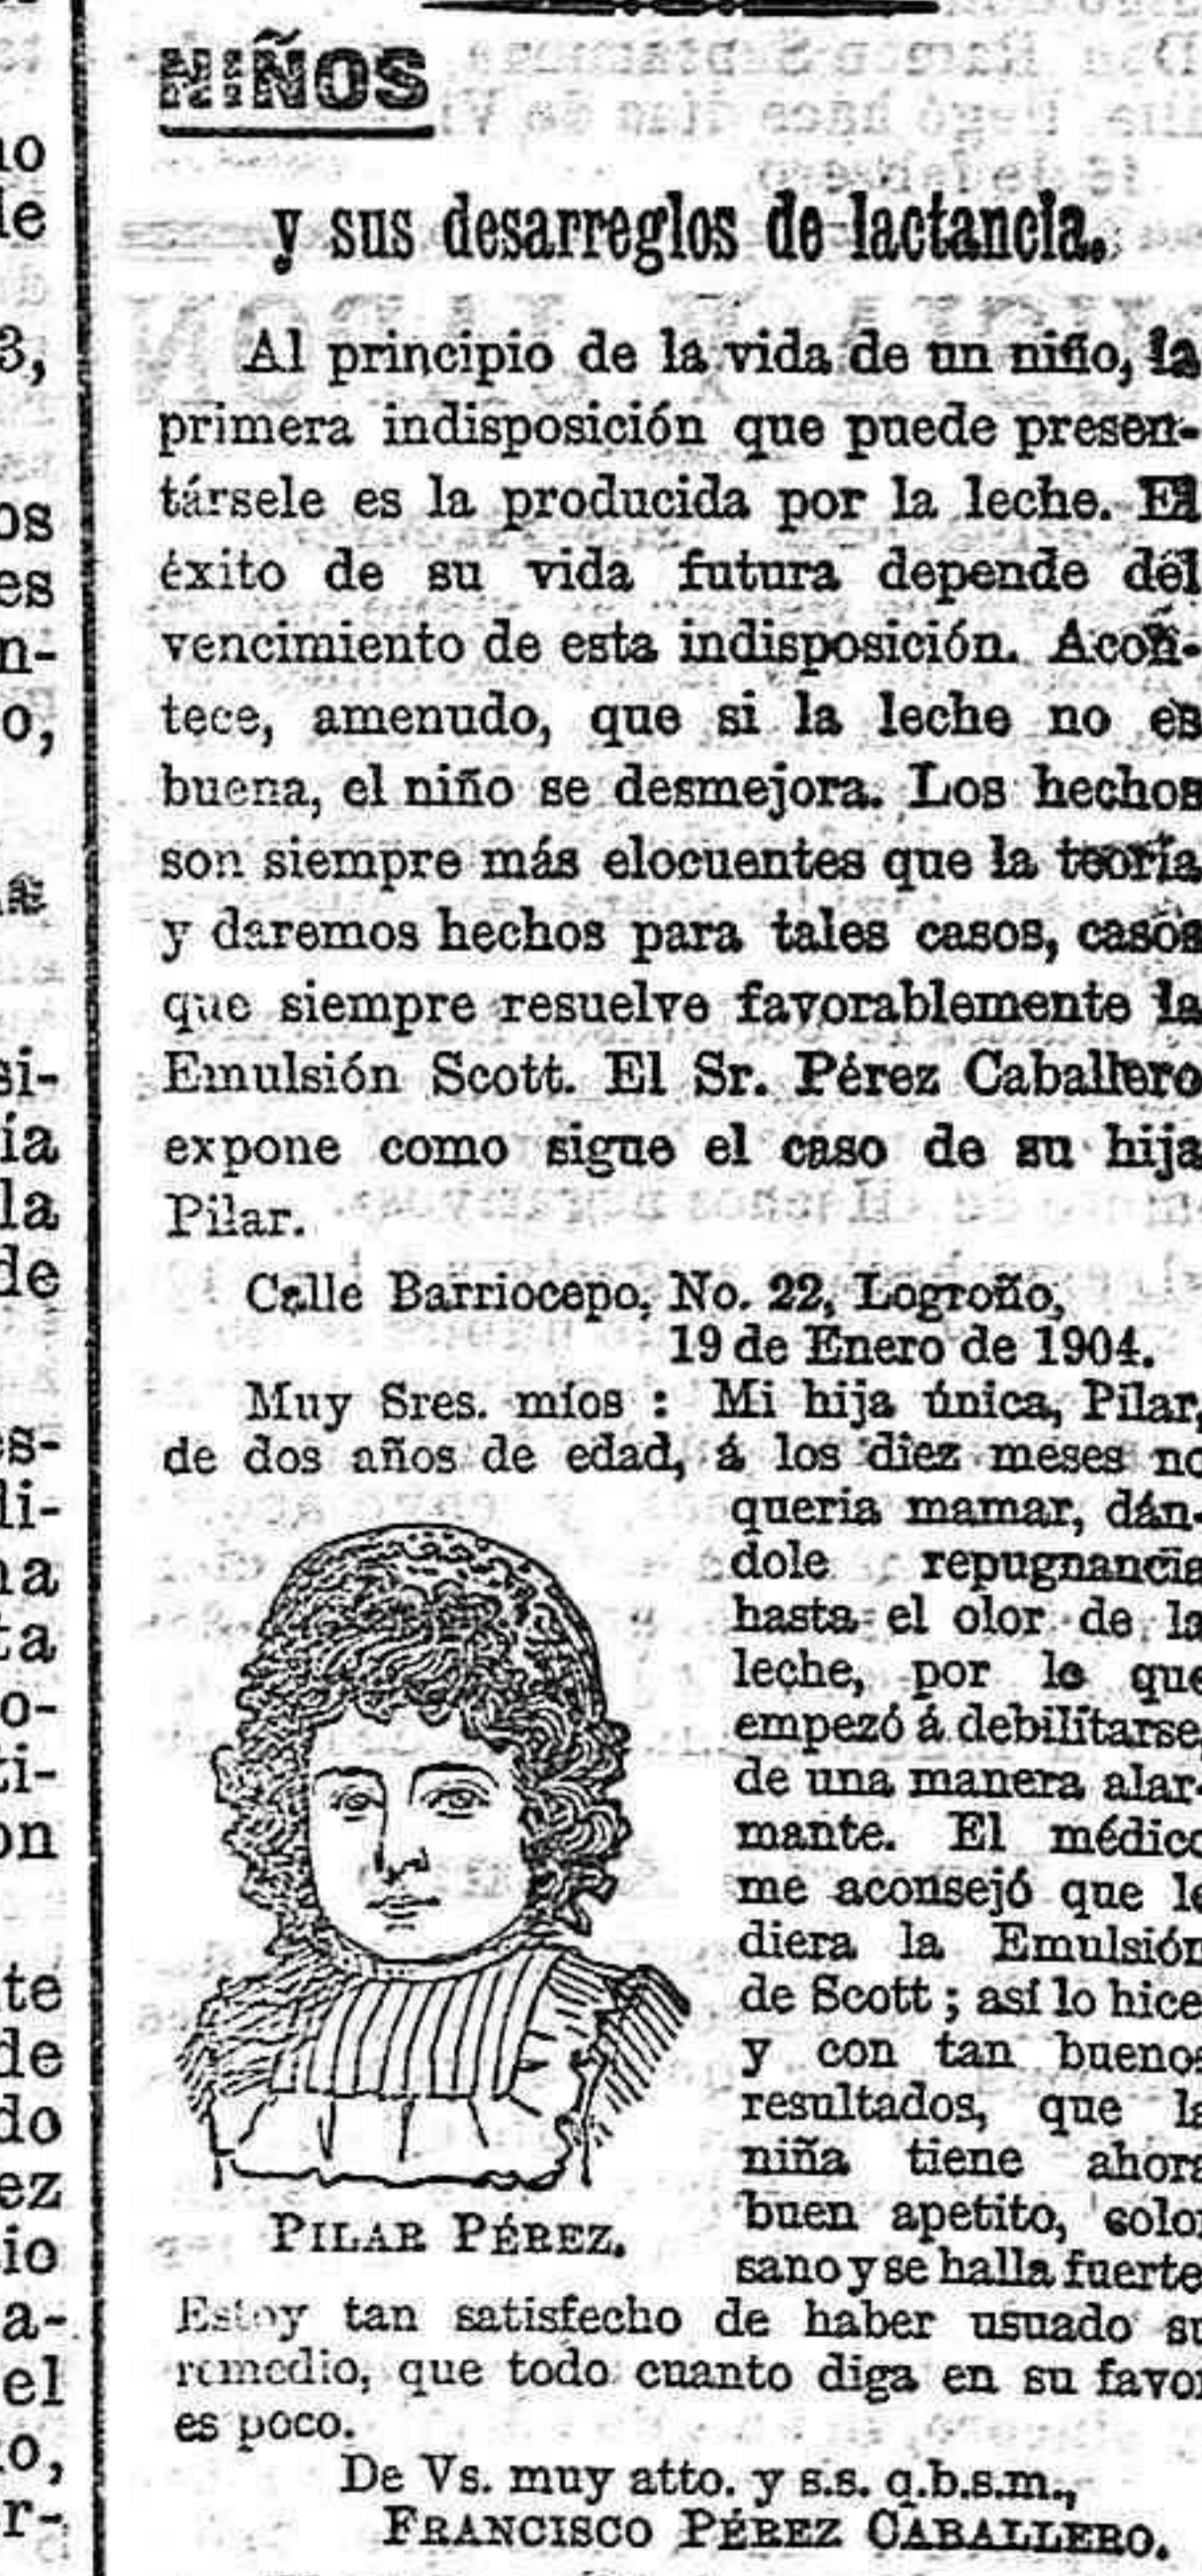 NIÑOS
y sus desarreglos de lactancia.
Al principio de la vida de un niño, la
primera indisposición que puede presen-
társele es la producida por la leche. El
éxito de su vida futura depende del
vencimiento de esta indisposición. Acon-
tece, amenudo, que si la leche no es
buena, el niño se desmejora. Los hechos
son siempre más elocuentes que la teoría
y daremos hechos para tales casos, casos
que siempre resuelve favorablemente la
Emulsión Scott. El Sr. Pérez Caballero
expone como sigue el caso de su hija
Pilar.
Calle Barriocepo, No. 22, Logroño,
19 de Enero de 1904.
Muy Sres. míos : Mi hija única, Pilar,
de dos años de edad, á los diez meses no
queria mamar, dán-
dole repugnancia
hasta el olor de la
leche, por lo que
empezó á debilitarse
de una manera alar-
mante. El médico
me aconsejó que le
diera la Emulsión
de Scott ; así lo hice
y con tan buenos
resultados, que la
niña tiene ahora
buen apetito, color
sano y se halla fuerte
PILAR PÉREZ.
Estoy tan satisfecho de haber usuado su
remedio, que todo cuanto diga en su favor
es poco.
De Vs. muy atto. y s.s. q.b.s.m.,
FRANCISCO PÉREZ CABALLERO.